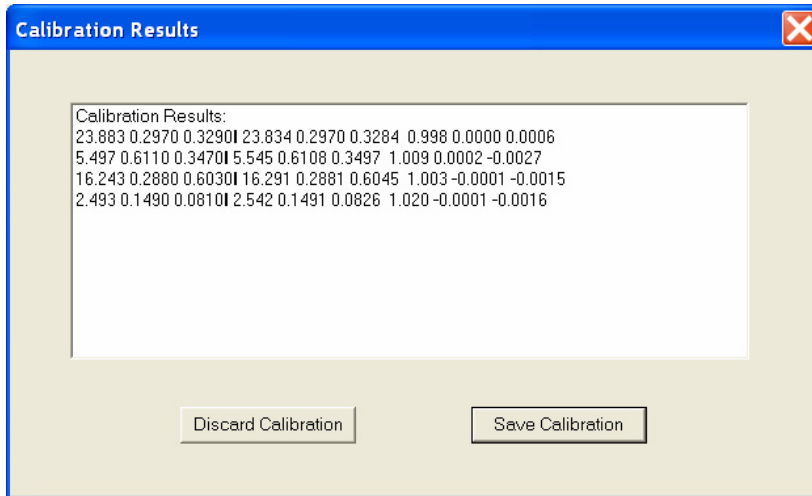 Calibration Results
Calibration Results:
23.883 0.2970 0.3290I 23.834 0.2970 0.3284 0.998 0.0000 0.0006
5.497 0.6110 0.3470I 5.545 0.6108 0.3497 1.009 0.0002 -0.0027
16.243 0.2880 0.6030I 16.291 0.2881 0.6045 1.003 -0.0001 -0.0015
2.493 0.1490 0.0810I 2.542 0.1491 0.0826 1.020 -0.0001 -0.0016
Discard Calibration
Save Calibration